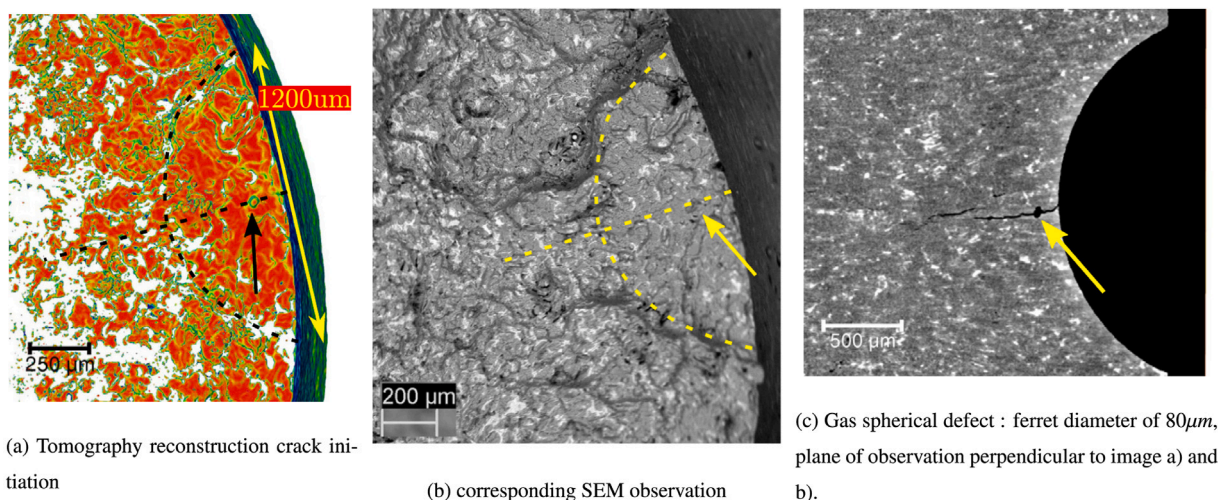 1200um
250 μm
(a) Tomography reconstruction crack ini-
tiation
200 μm
(b) corresponding SEM observation
500 μm
(c) Gas spherical defect : ferret diameter of 80μm,
plane of observation perpendicular to image a) and
b).